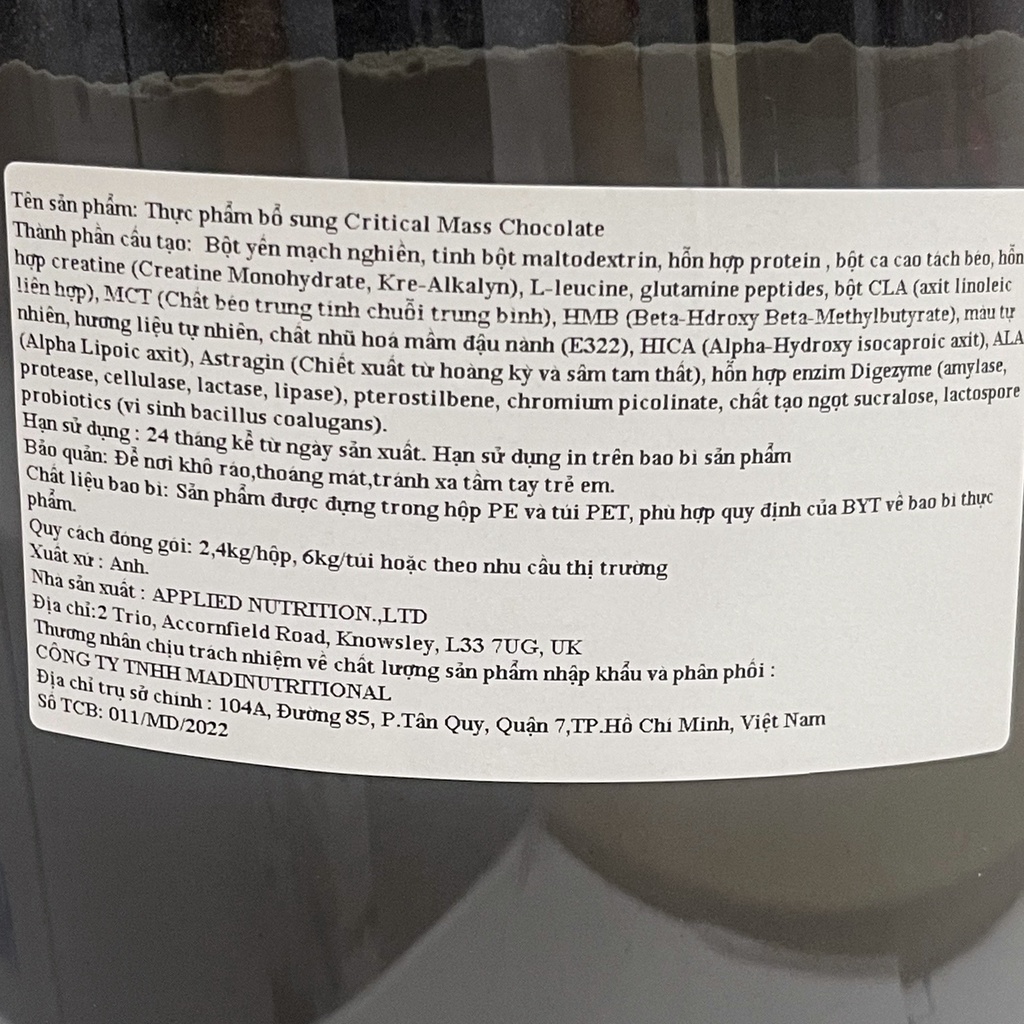 Tên sản phẩm: Thực phẩm bổ sung Critical Mass Chocolate
Thành phần cấu tạo: Bột yến mạch nghiền, tinh bột maltodextrin, hỗn hợp protein , bột ca cao tách béo, hỗn
hợp creatine (Creatine Monohydrate, Kre-Alkalyn), L-leucine, glutamine peptides, bột CLA (axit linoleic
liên hợp), MCT (Chất béo trung tính chuỗi trung bình), HMB (Beta-Hdroxy Beta-Methylbutyrate), màu tự
nhiên, hương liệu tự nhiên, chất nhũ hoá mầm đậu nành (E322), HICA (Alpha-Hydroxy isocaproic axit), ALA
(Alpha Lipoic axit), Astragin (Chiết xuất từ hoàng kỳ và sâm tam thất), hỗn hợp enzim Digezyme (amylase,
protease, cellulase, lactase, lipase), pterostilbene, chromium picolinate, chất tạo ngọt sucralose, lactospore
probiotics (vi sinh bacillus coalugans).
Hạn sử dụng : 24 tháng kể từ ngày sản xuất. Hạn sử dụng in trên bao bì sản phẩm
Bảo quản: Để nơi khô ráo,thoáng mát,tránh xa tầm tay trẻ em.
Chất liệu bao bì: Sản phẩm được đựng trong hộp PE và túi PET, phù hợp quy định của BYT về bao bì thực
phẩm.
Quy cách đóng gói: 2,4kg/hộp, 6kg/túi hoặc theo nhu cầu thị trường
Xuất xứ : Anh.
Nhà sản xuất : APPLIED NUTRITION.,LTD
Địa chỉ:2 Trio, Accornfield Road, Knowsley, L33 7UG, UK
Thương nhân chịu trách nhiệm về chất lượng sản phẩm nhập khẩu và phân phối :
CÔNG TY TNHH MADINUTRITIONAL
Địa chỉ trụ sở chính : 104A, Đường 85, P.Tân Quy, Quận 7,TP.Hồ Chí Minh, Việt Nam
Số TCB: 011/MD/2022